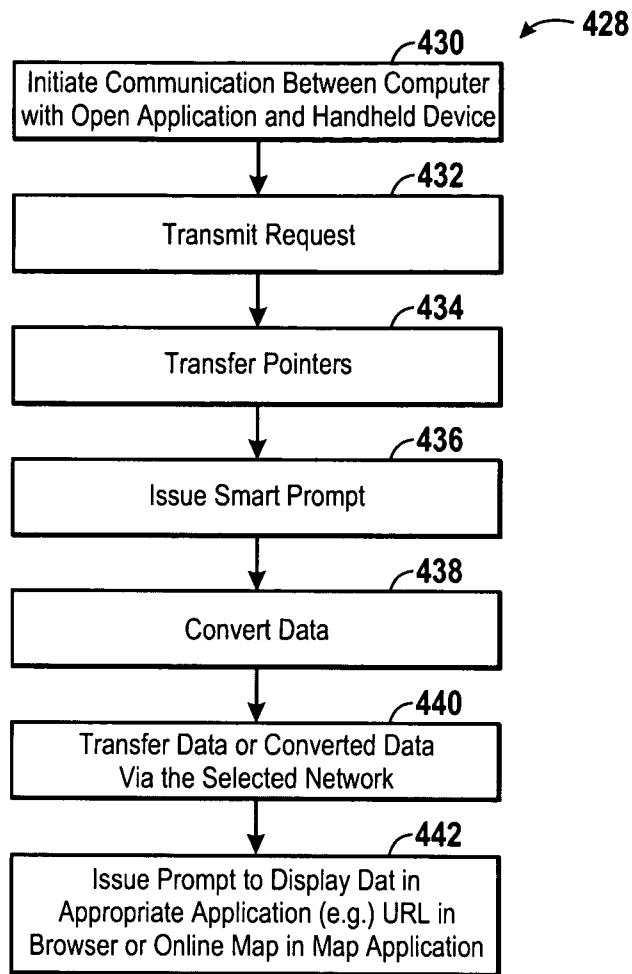 428
430
Initiate Communication Between Computer
with Open Application and Handheld Device
432
Transmit Request
434
Transfer Pointers
436
Issue Smart Prompt
438
Convert Data
440
Transfer Data or Converted Data
Via the Selected Network
442
Issue Prompt to Display Dat in
Appropriate Application (e.g.) URL in
Browser or Online Map in Map Application